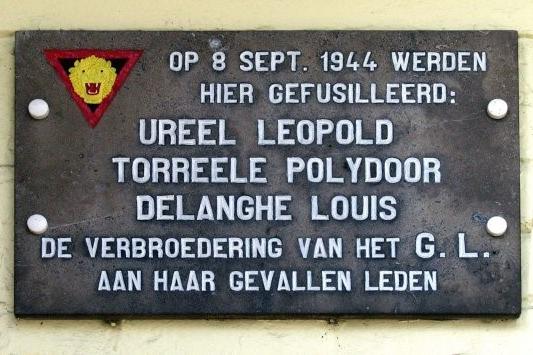 OP 8 SEPT. 1944 WERDEN
HIER GEFUSILLEERD:
UREEL LEOPOLD
TORREELE POLYDOOR
DELANGHE LOUIS
DE VERBROEDERING VAN HET G. L.
AAN HAAR GEVALLEN LEDEN